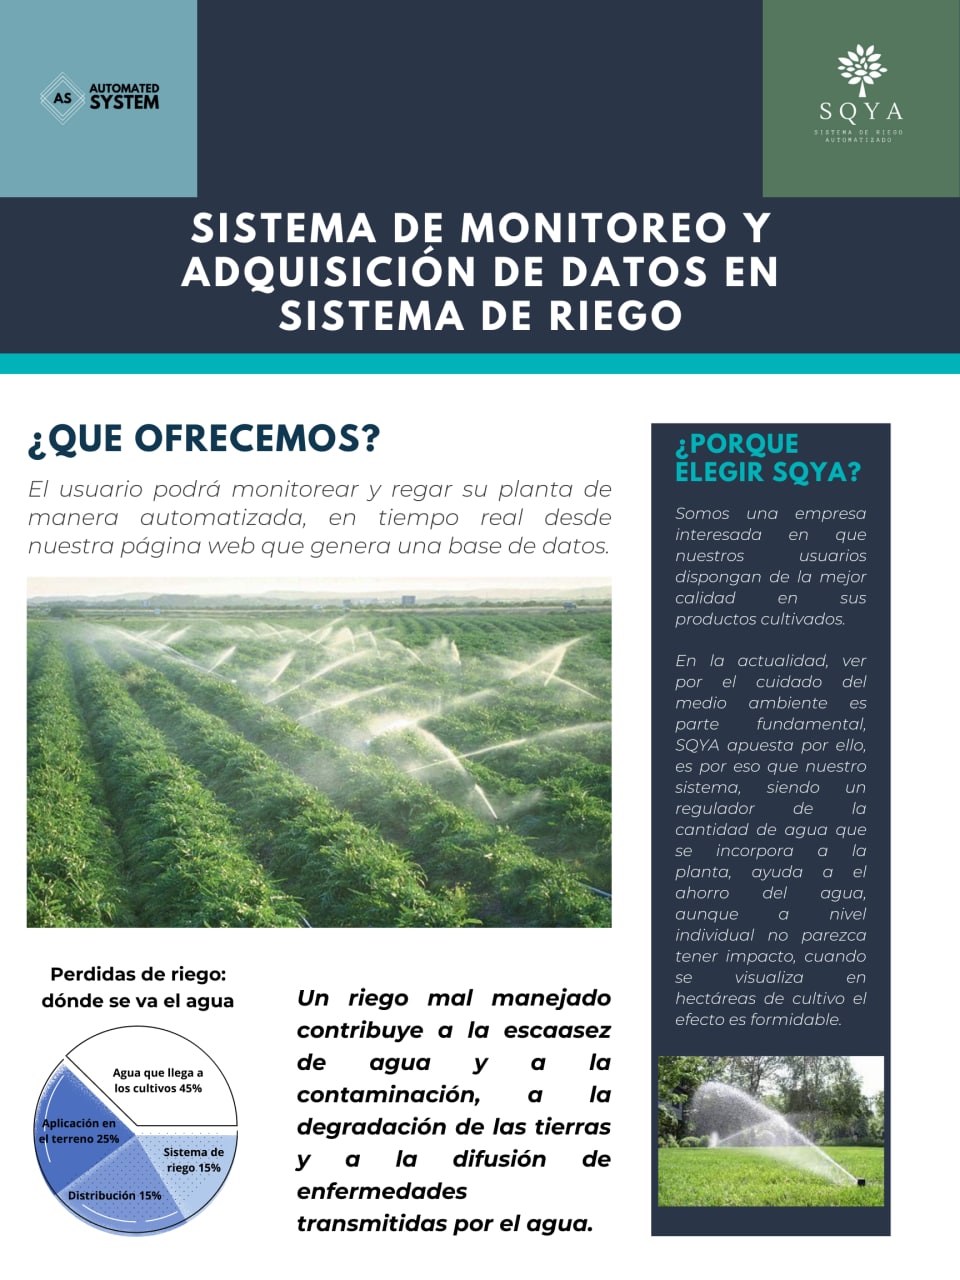 AS
AUTOMATED
SYSTEM
SQYA
SISTEMA DE RIEGO
AUTOMATIZADO
SISTEMA DE MONITOREO Y
ADQUISICIÓN DE DATOS EN
SISTEMA DE RIEGO
¿QUE OFRECEMOS?
El usuario podrá monitorear y regar su planta de
manera automatizada, en tiempo real desde
nuestra página web que genera una base de datos.
Perdidas de riego:
dónde se va el agua
Agua que llega a
los cultivos 45%
Aplicación en
el terreno 25%
Sistema de
riego 15%
Distribución 15%
Un riego mal manejado
contribuye a la escaasez
de agua y a la
contaminación, a la
degradación de las tierras
y a la difusión de
enfermedades
transmitidas por el agua.
¿PORQUE
ELEGIR SQYA?
Somos una empresa
interesada en que
nuestros usuarios
dispongan de la mejor
calidad en sus
productos cultivados.
En la actualidad, ver
por el cuidado del
medio ambiente es
parte fundamental,
SQYA apuesta por ello,
es por eso que nuestro
sistema, siendo un
regulador de la
cantidad de agua que
se incorpora a la
planta, ayuda a el
ahorro del agua,
aunque a nivel
individual no parezca
tener impacto, cuando
se visualiza en
hectáreas de cultivo el
efecto es formidable.